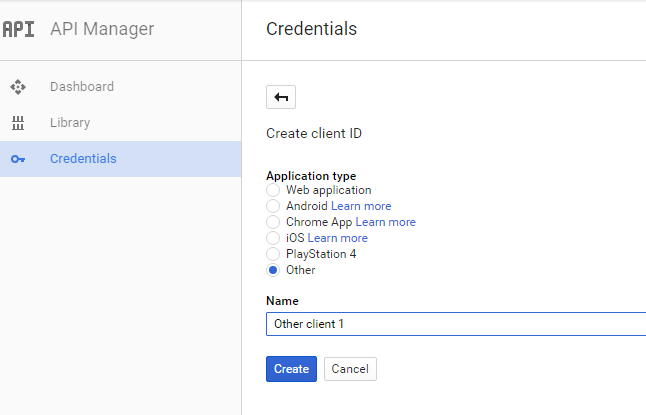 API API Manager
Credentials
Dashboard
Library
Credentials
Create client ID
Application type
Web application
Android Learn more
Chrome App Learn more
iOS Learn more
PlayStation 4
Other
Name
Other client 1
Create Cancel